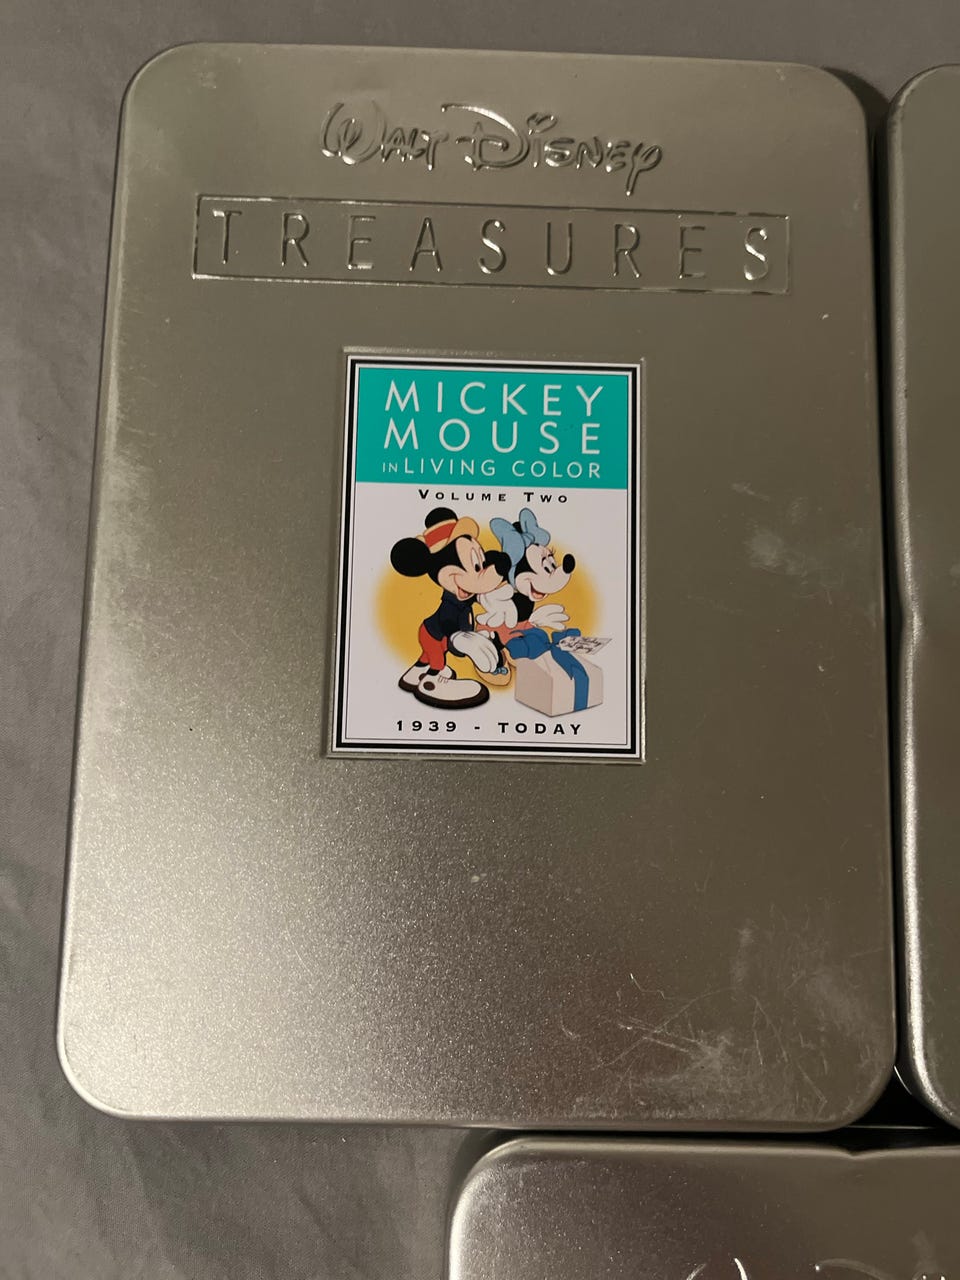 WALT DISNEY
TREASURES
MICKEY
MOUSE
IN LIVING COLOR
VOLUME TWO
1939 - TODAY